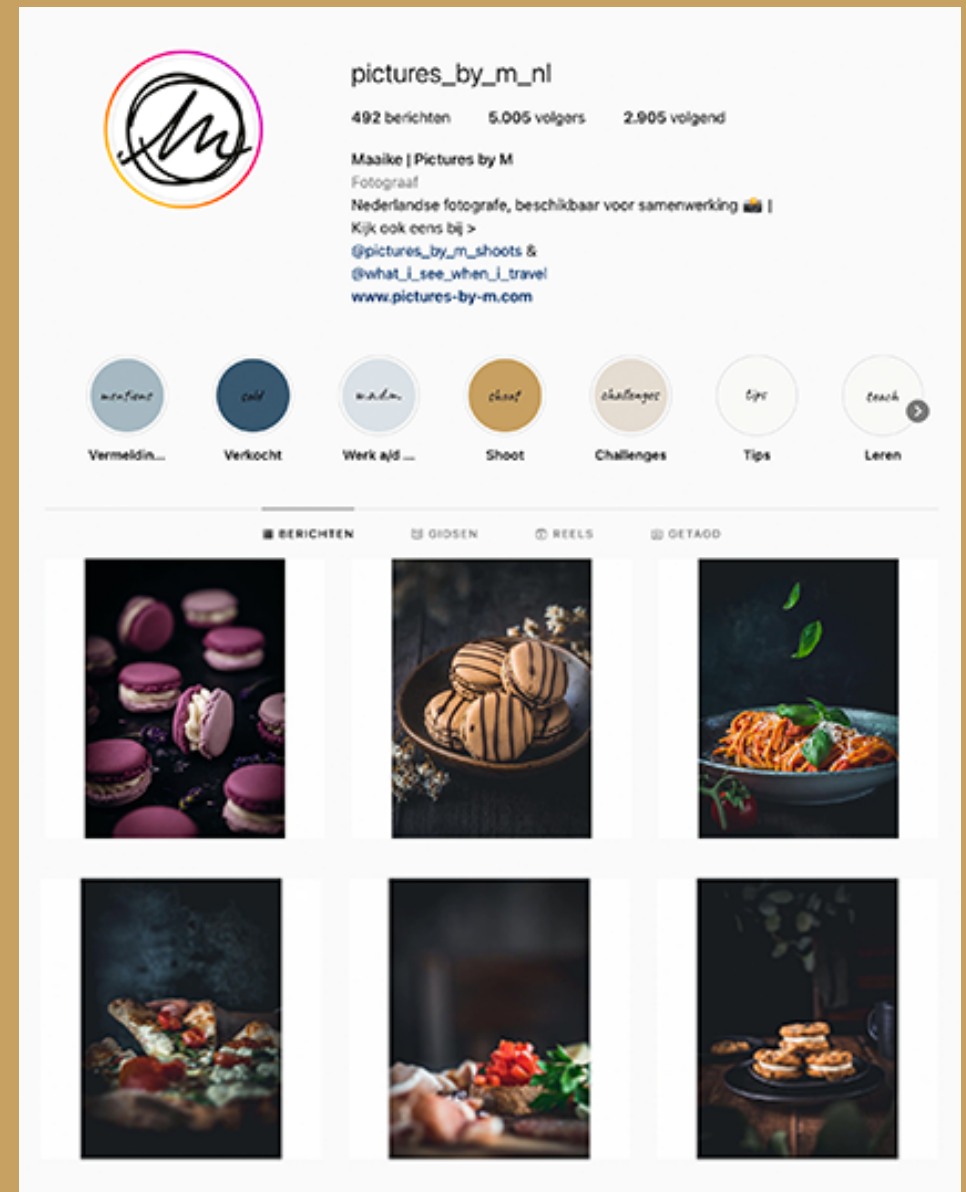 pictures_by_m_nl
492 berichten 5.005 volgers 2.905 volgend
Maaike | Pictures by M
Fotograaf
Nederlandse fotografe, beschikbaar voor samenwerking 📸 |
Kijk ook eens bij >
@pictures_by_m_shoots &
@what_i_see_when_i_travel
www.pictures-by-m.com
mentions sold w.a.d.m. shoot challenges tips teach
Vermeldin... Verkocht Werk a/d ... Shoot Challenges Tips Leren
BERICHTEN GIDSEN REELS GETAGD